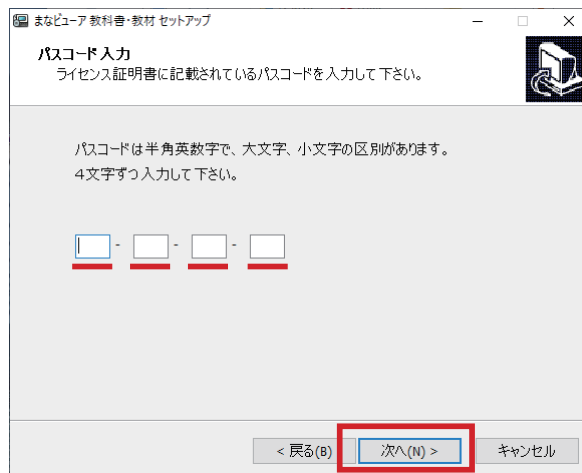 まなビューア 教科書・教材 セットアップ
パスコード入力
ライセンス証明書に記載されているパスコードを入力して下さい。
パスコードは半角英数字で、大文字、小文字の区別があります。
4文字ずつ入力して下さい。
- - -
< 戻る(B)
次へ(N) >
キャンセル